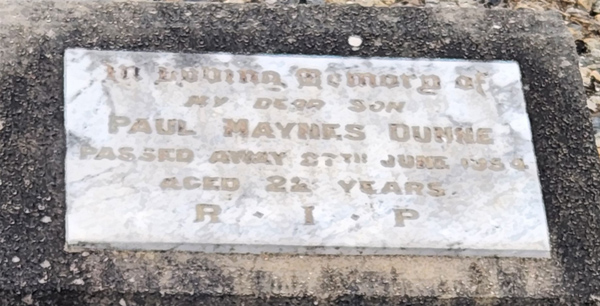 In Loving Memory of
MY DEAR SON
PAUL MAYNES DUNNE
PASSED AWAY 27TH JUNE 1954
AGED 22 YEARS.
R · I · P